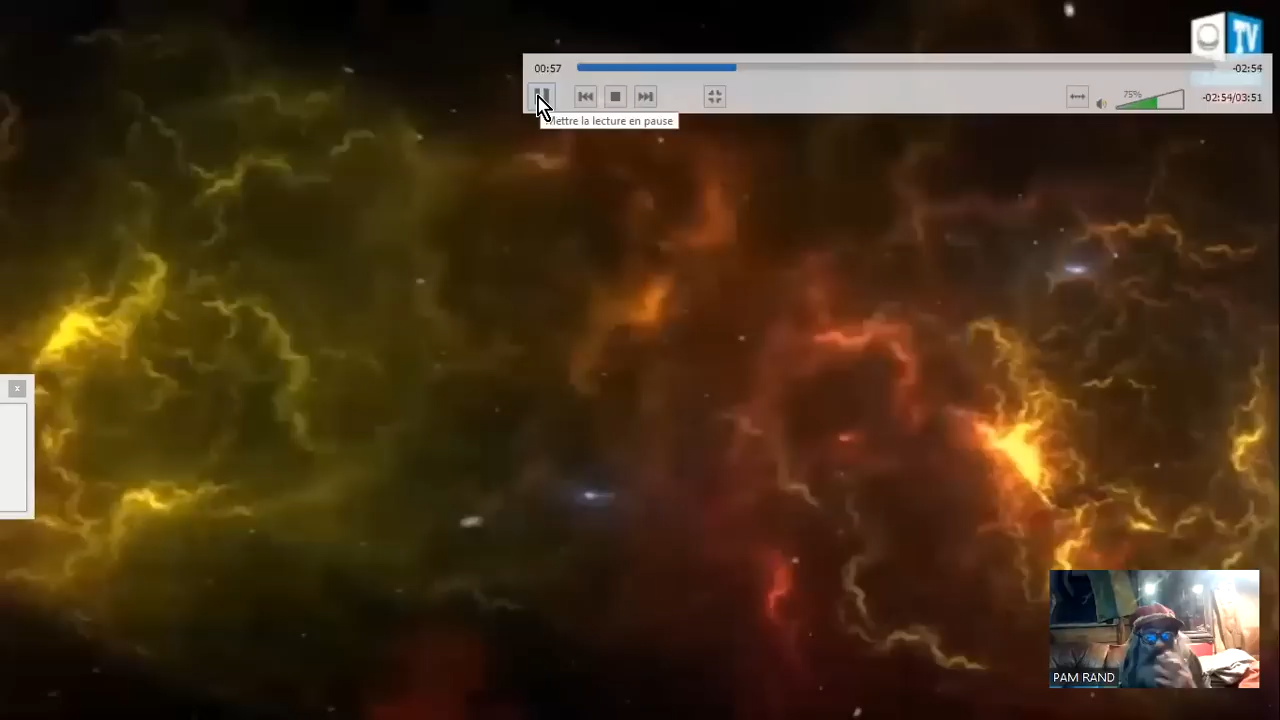 TV
00:57
-02:54
75%
-02:54/03:51
Mettre la lecture en pause
x
PAM RAND